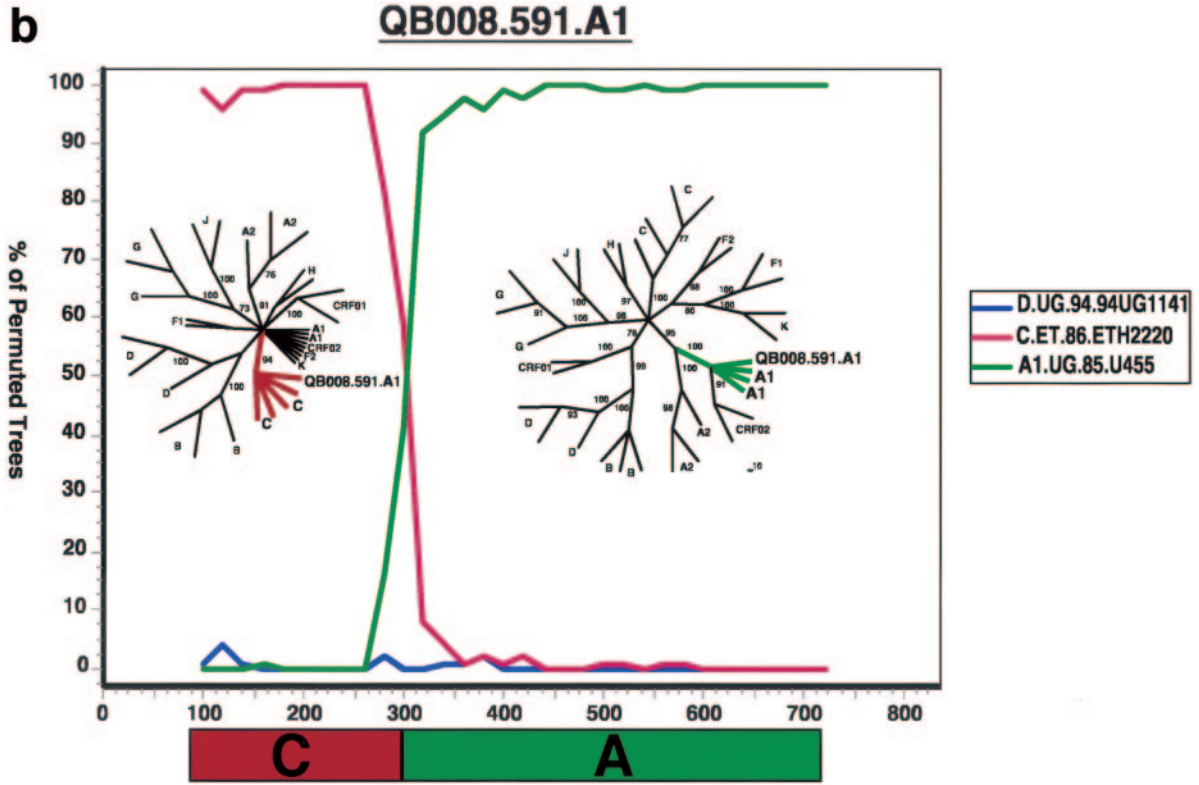 b
QB008.591.A1
% of Permuted Trees
100
90
80
70
60
50
40
30
20
10
0
0 100 200 300 400 500 600 700 800
G
J
A2
A2
G
76
100
H
100
73
91
100
CRF01
F1
A1
A1
CRF02
F2
K
D
100
94
D
100
QB008.591.A1
C
C
B
B
C
C
77
J
H
F2
F1
G
100
97
100
98
100
91
100
98
80
100
K
G
78
95
CRF01
100
100
QB008.591.A1
99
100
A1
91
A1
D
93
100
100
98
A2
CRF02
D
B
B
A2
10
D.UG.94.94UG1141
C.ET.86.ETH2220
A1.UG.85.U455
C
A